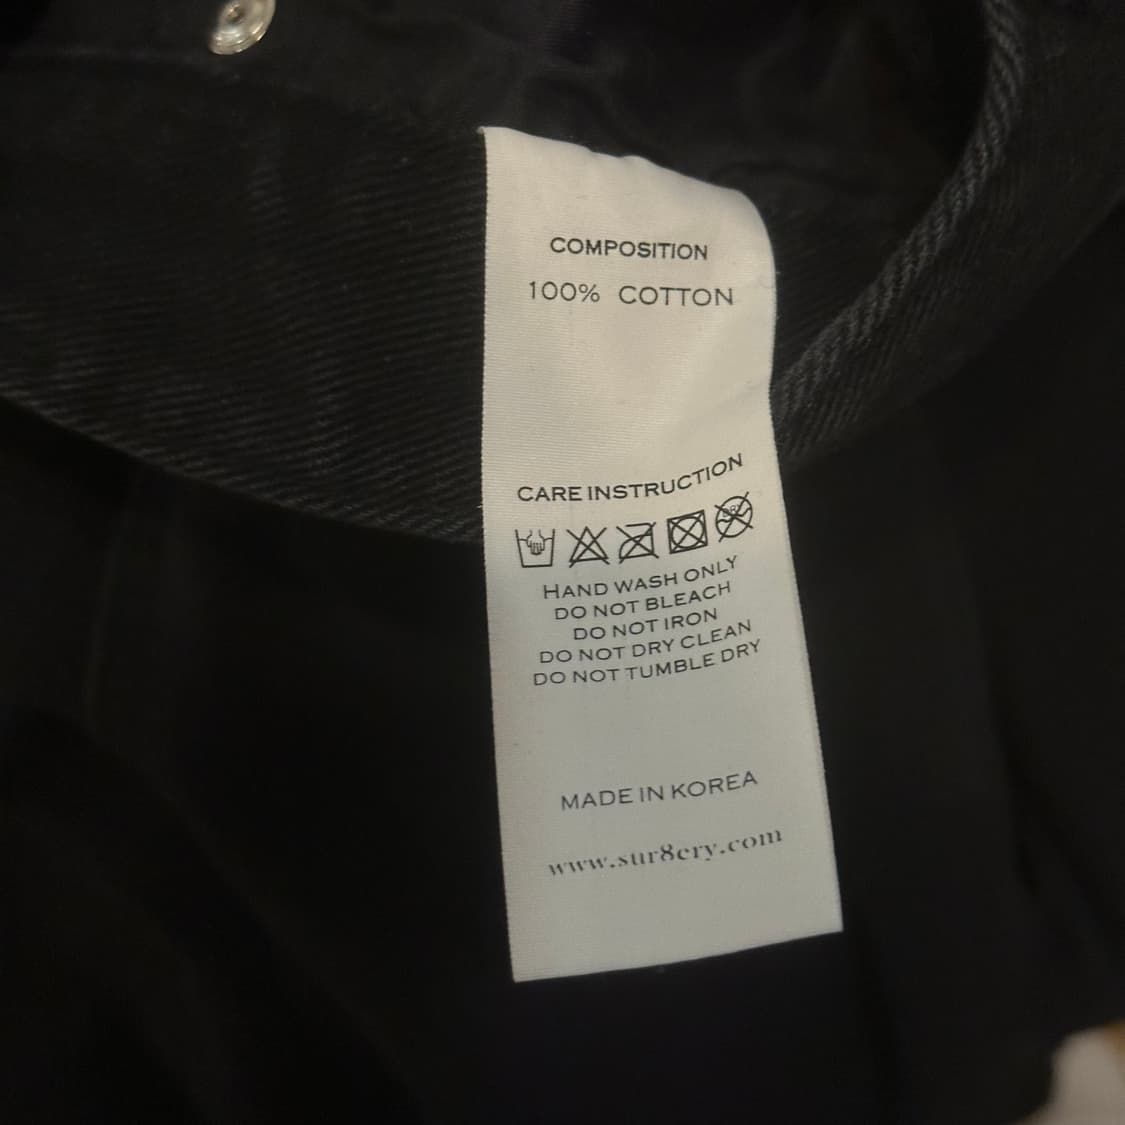 COMPOSITION
100% COTTON
CARE INSTRUCTION
DRY
HAND WASH ONLY
DO NOT BLEACH
DO NOT IRON
DO NOT DRY CLEAN
DO NOT TUMBLE DRY
MADE IN KOREA
www.sur8ery.com